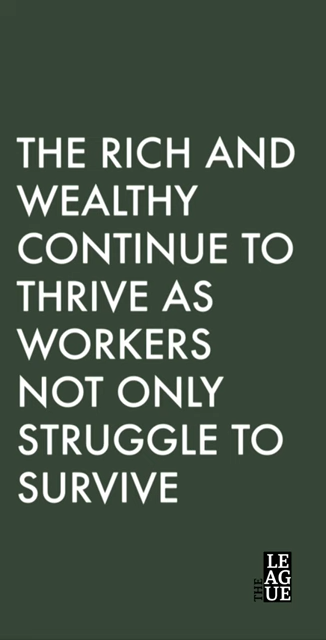 THE RICH AND
WEALTHY
CONTINUE TO
THRIVE AS
WORKERS
NOT ONLY
STRUGGLE TO
SURVIVE
THE
LE
AG
UE